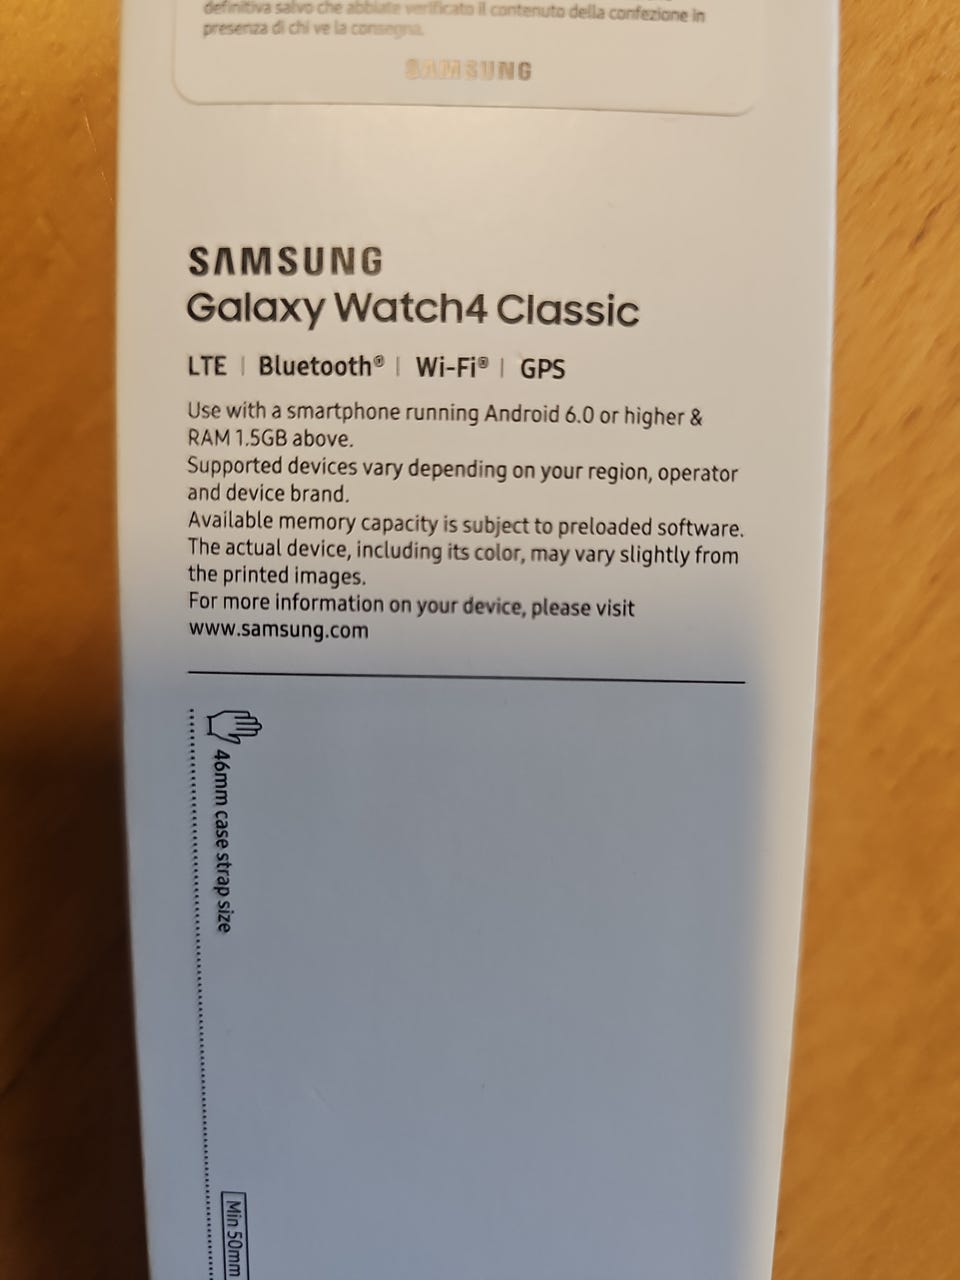 definitiva salvo che abbiate verificato il contenuto della confezione in
presenza di chi ve la consegna.
SAMSUNG
SAMSUNG
Galaxy Watch4 Classic
LTE | Bluetooth® | Wi-Fi® | GPS
Use with a smartphone running Android 6.0 or higher &
RAM 1.5GB above.
Supported devices vary depending on your region, operator
and device brand.
Available memory capacity is subject to preloaded software.
The actual device, including its color, may vary slightly from
the printed images.
For more information on your device, please visit
www.samsung.com
46mm case strap size
Min 50mm